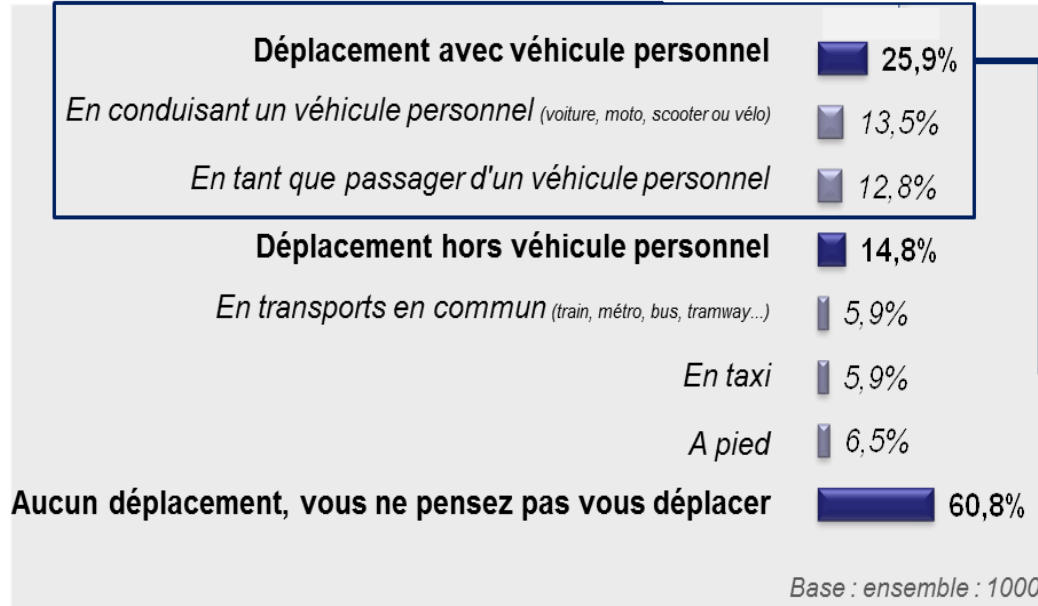 Déplacement avec véhicule personnel 25,9%
En conduisant un véhicule personnel (voiture, moto, scooter ou vélo) 13,5%
En tant que passager d'un véhicule personnel 12,8%
Déplacement hors véhicule personnel 14,8%
En transports en commun (train, métro, bus, tramway...) 5,9%
En taxi 5,9%
A pied 6,5%
Aucun déplacement, vous ne pensez pas vous déplacer 60,8%
Base : ensemble : 1000